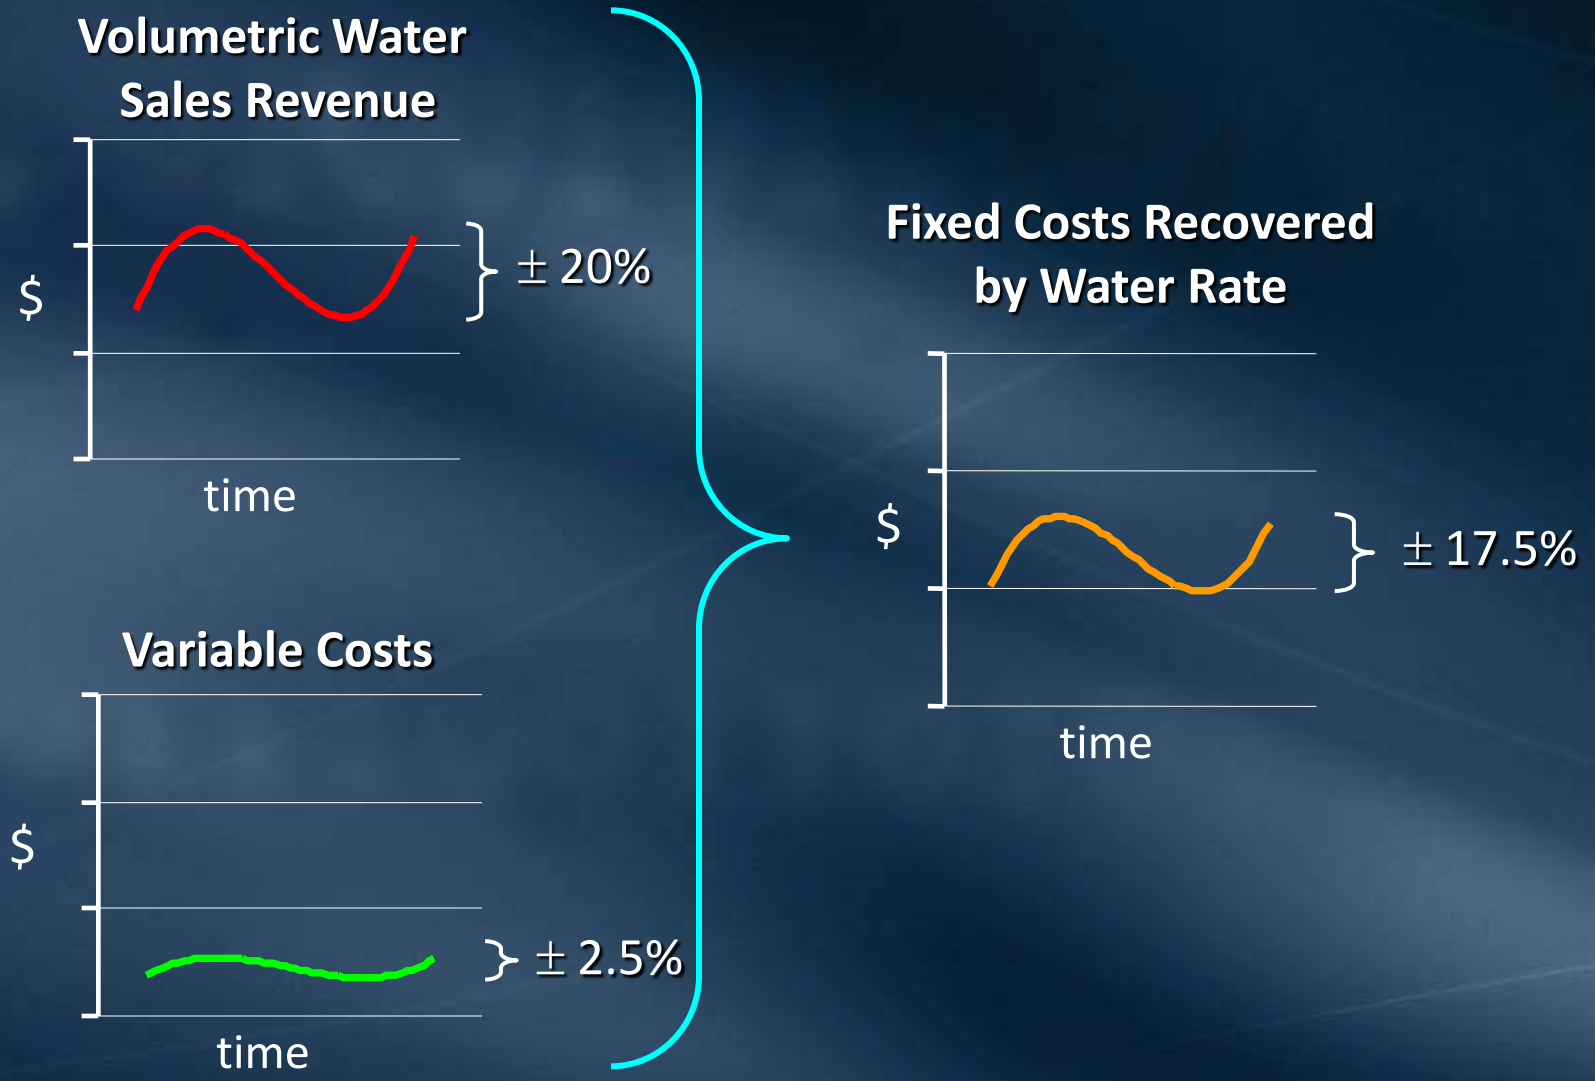 Volumetric Water
Sales Revenue
$
± 20%
time
Variable Costs
$
± 2.5%
time
Fixed Costs Recovered
by Water Rate
$
± 17.5%
time